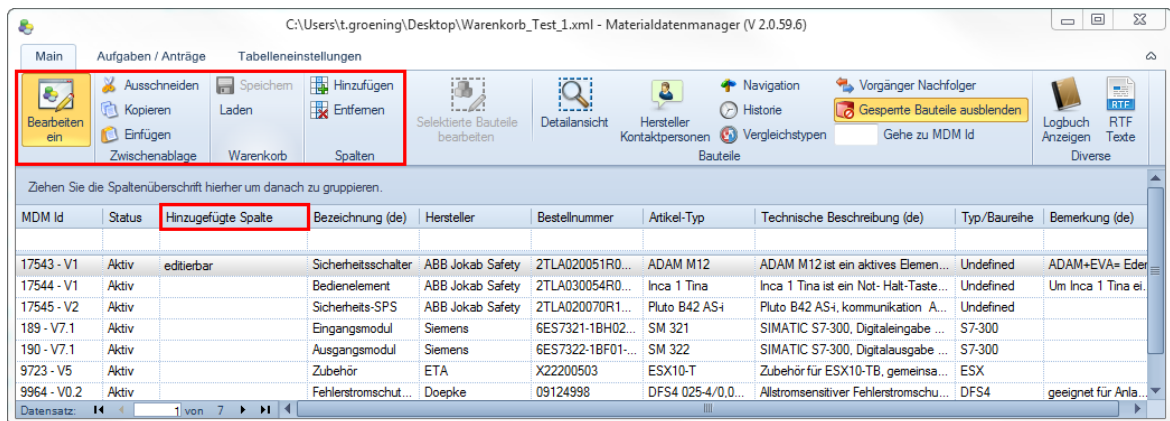 C:\Users\t.groening\Desktop\Warenkorb_Test_1.xml - Materialdatenmanager (V 2.0.59.6)
Main Aufgaben / Anträge Tabelleneinstellungen
Bearbeiten ein
Ausschneiden
Kopieren
Einfügen
Zwischenablage
Speichern
Laden
Warenkorb
Hinzufügen
Entfernen
Spalten
Selektierte Bauteile
bearbeiten
Detailansicht
Hersteller
Kontaktpersonen
Navigation
Historie
Vergleichstypen
Vorgänger Nachfolger
Gesperrte Bauteile ausblenden
Gehe zu MDM Id
Bauteile
Logbuch
Anzeigen
RTF
RTF
Texte
Diverse
Ziehen Sie die Spaltenüberschrift hierher um danach zu gruppieren.
MDM Id Status Hinzugefügte Spalte Bezeichnung (de) Hersteller Bestellnummer Artikel-Typ Technische Beschreibung (de) Typ/Baureihe Bemerkung (de)
17543 - V1 Aktiv editierbar Sicherheitsschalter ABB Jokab Safety 2TLA020051R0... ADAM M12 ADAM M12 ist ein aktives Elemen... Undefined ADAM+EVA= Eder
17544 - V1 Aktiv Bedienelement ABB Jokab Safety 2TLA030054R0... Inca 1 Tina Inca 1 Tina ist ein Not- Halt-Taste... Undefined Um Inca 1 Tina ei.
17545 - V2 Aktiv Sicherheits-SPS ABB Jokab Safety 2TLA020070R1... Pluto B42 AS-i Pluto B42 AS-i, kommunikation A... Undefined
189 - V7.1 Aktiv Eingangsmodul Siemens 6ES7321-1BH02... SM 321 SIMATIC S7-300, Digitaleingabe ... S7-300
190 - V7.1 Aktiv Ausgangsmodul Siemens 6ES7322-1BF01-... SM 322 SIMATIC S7-300, Digitalausgabe ... S7-300
9723 - V5 Aktiv Zubehör ETA X22200503 ESX10-T Zubehör für ESX10-TB, gemeinsa... ESX
9964 - V0.2 Aktiv Fehlerstromschut... Doepke 09124998 DFS4 025-4/0,0... Allstromsensitiver Fehlerstromschu... DFS4 geeignet für Anla...
Datensatz: 1 von 7